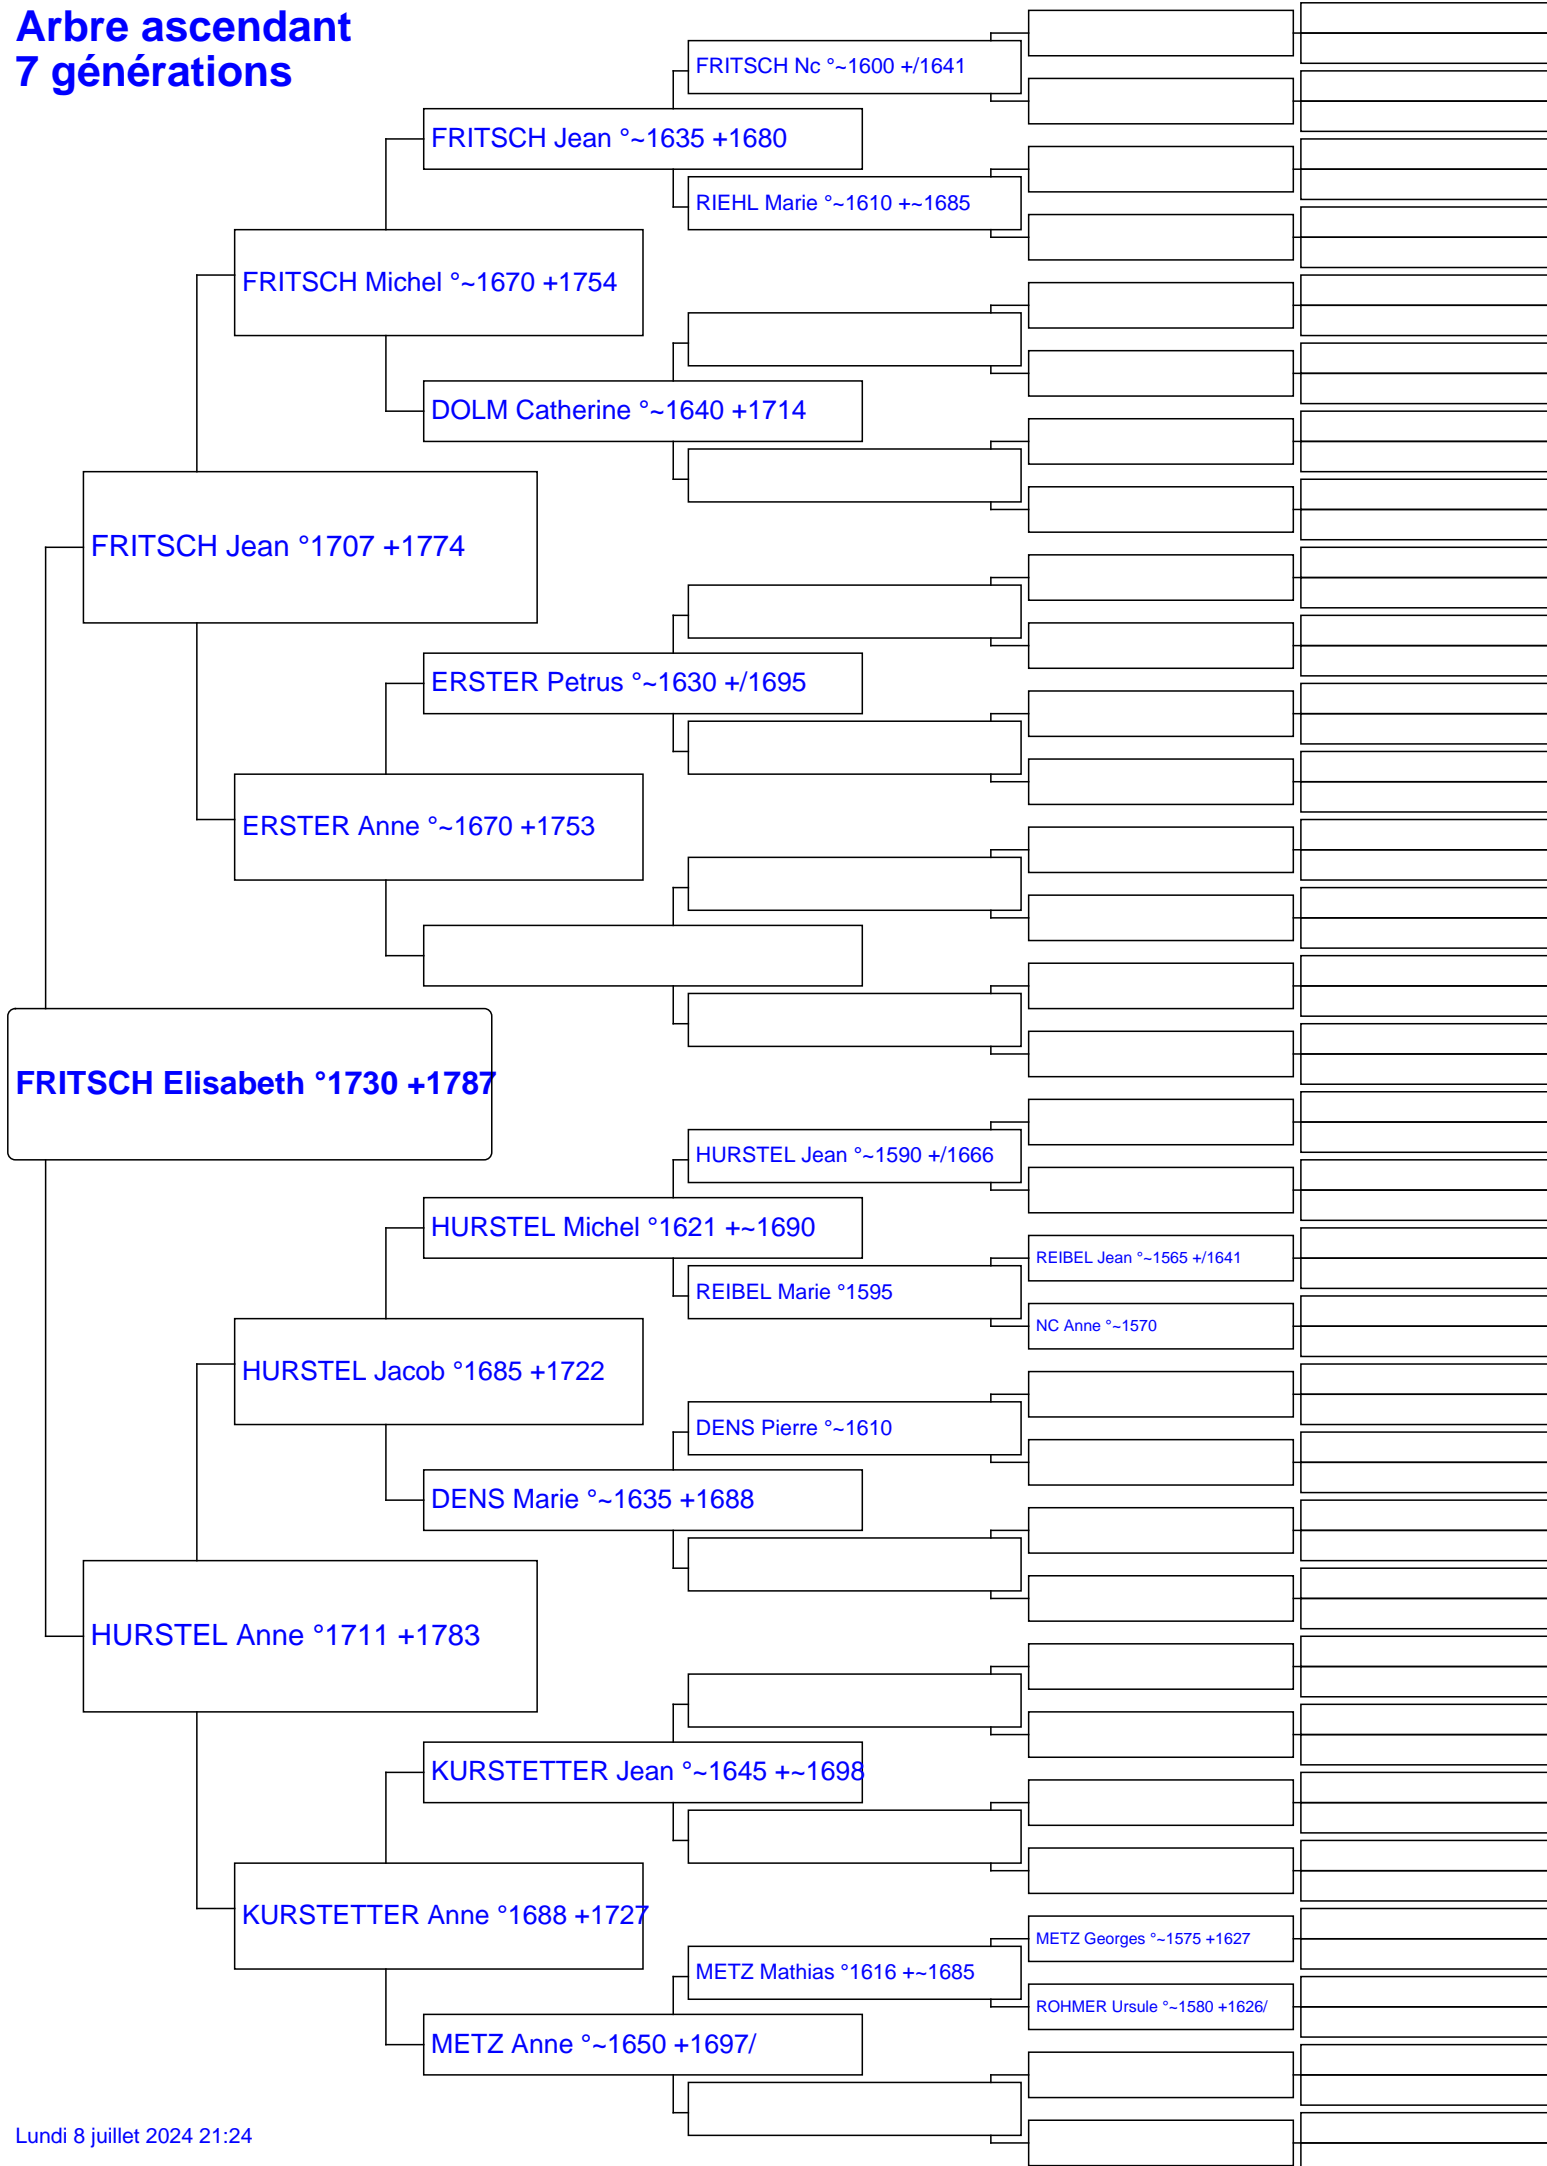 Arbre ascendant
7 générations
FRITSCH Nc °~1600 +/1641
FRITSCH Jean °~1635 +1680
RIEHL Marie °~1610 +~1685
FRITSCH Michel °~1670 +1754
DOLM Catherine °~1640 +1714
FRITSCH Jean °1707 +1774
ERSTER Petrus °~1630 +/1695
ERSTER Anne °~1670 +1753
FRITSCH Elisabeth °1730 +1787
HURSTEL Jean °~1590 +/1666
HURSTEL Michel °1621 +~1690
REIBEL Jean °~1565 +/1641
REIBEL Marie °1595
NC Anne °~1570
HURSTEL Jacob °1685 +1722
DENS Pierre °~1610
DENS Marie °~1635 +1688
HURSTEL Anne °1711 +1783
KURSTETTER Jean °~1645 +~1698
KURSTETTER Anne °1688 +1727
METZ Georges °~1575 +1627
METZ Mathias °1616 +~1685
ROHMER Ursule °~1580 +1626/
METZ Anne °~1650 +1697/
Lundi 8 juillet 2024 21:24